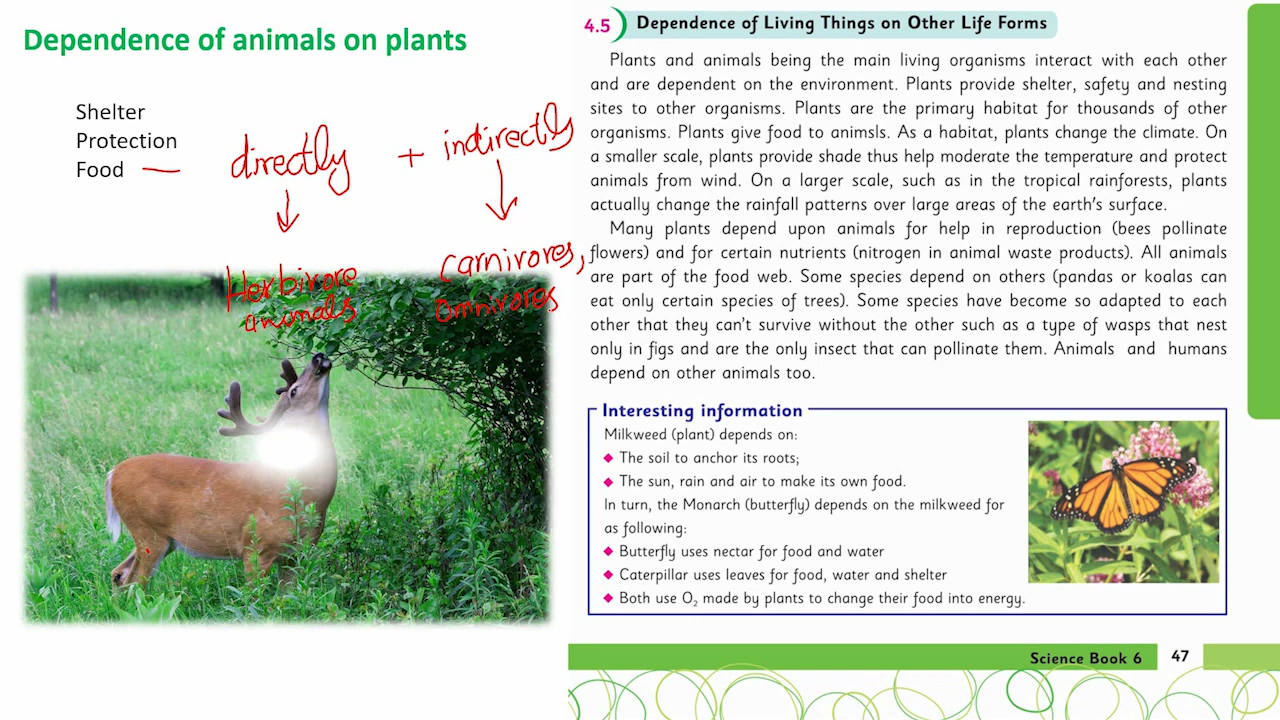 Dependence of animals on plants
Shelter
Protection
Food — directly + indirectly
Herbivore
animals
Carnivores,
Omnivores
4.5 Dependence of Living Things on Other Life Forms
Plants and animals being the main living organisms interact with each other
and are dependent on the environment. Plants provide shelter, safety and nesting
sites to other organisms. Plants are the primary habitat for thousands of other
organisms. Plants give food to animsls. As a habitat, plants change the climate. On
a smaller scale, plants provide shade thus help moderate the temperature and protect
animals from wind. On a larger scale, such as in the tropical rainforests, plants
actually change the rainfall patterns over large areas of the earth's surface.
Many plants depend upon animals for help in reproduction (bees pollinate
flowers) and for certain nutrients (nitrogen in animal waste products). All animals
are part of the food web. Some species depend on others (pandas or koalas can
eat only certain species of trees). Some species have become so adapted to each
other that they can't survive without the other such as a type of wasps that nest
only in figs and are the only insect that can pollinate them. Animals and humans
depend on other animals too.
Interesting information
Milkweed (plant) depends on:
◆ The soil to anchor its roots;
◆ The sun, rain and air to make its own food.
In turn, the Monarch (butterfly) depends on the milkweed for
as following:
◆ Butterfly uses nectar for food and water
◆ Caterpillar uses leaves for food, water and shelter
◆ Both use O₂ made by plants to change their food into energy.
Science Book 6 47